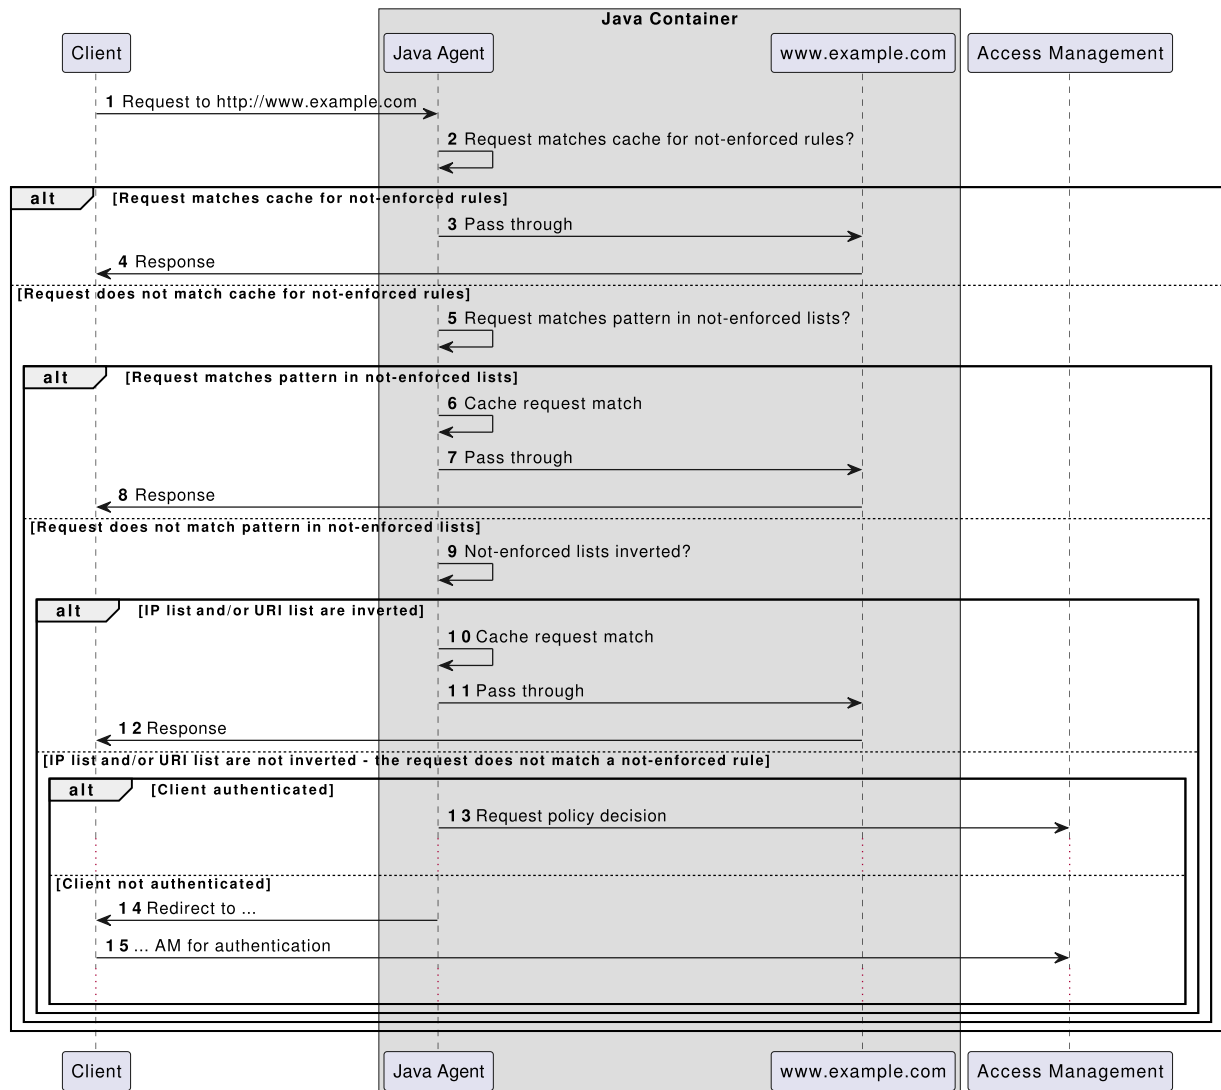 Java Container
Client
Java Agent
www.example.com
Access Management
1 Request to http://www.example.com
2 Request matches cache for not-enforced rules?
alt [Request matches cache for not-enforced rules]
3 Pass through
4 Response
[Request does not match cache for not-enforced rules]
5 Request matches pattern in not-enforced lists?
alt [Request matches pattern in not-enforced lists]
6 Cache request match
7 Pass through
8 Response
[Request does not match pattern in not-enforced lists]
9 Not-enforced lists inverted?
alt [IP list and/or URI list are inverted]
10 Cache request match
11 Pass through
12 Response
[IP list and/or URI list are not inverted - the request does not match a not-enforced rule]
alt [Client authenticated]
13 Request policy decision
[Client not authenticated]
14 Redirect to ...
15 ... AM for authentication
Client
Java Agent
www.example.com
Access Management